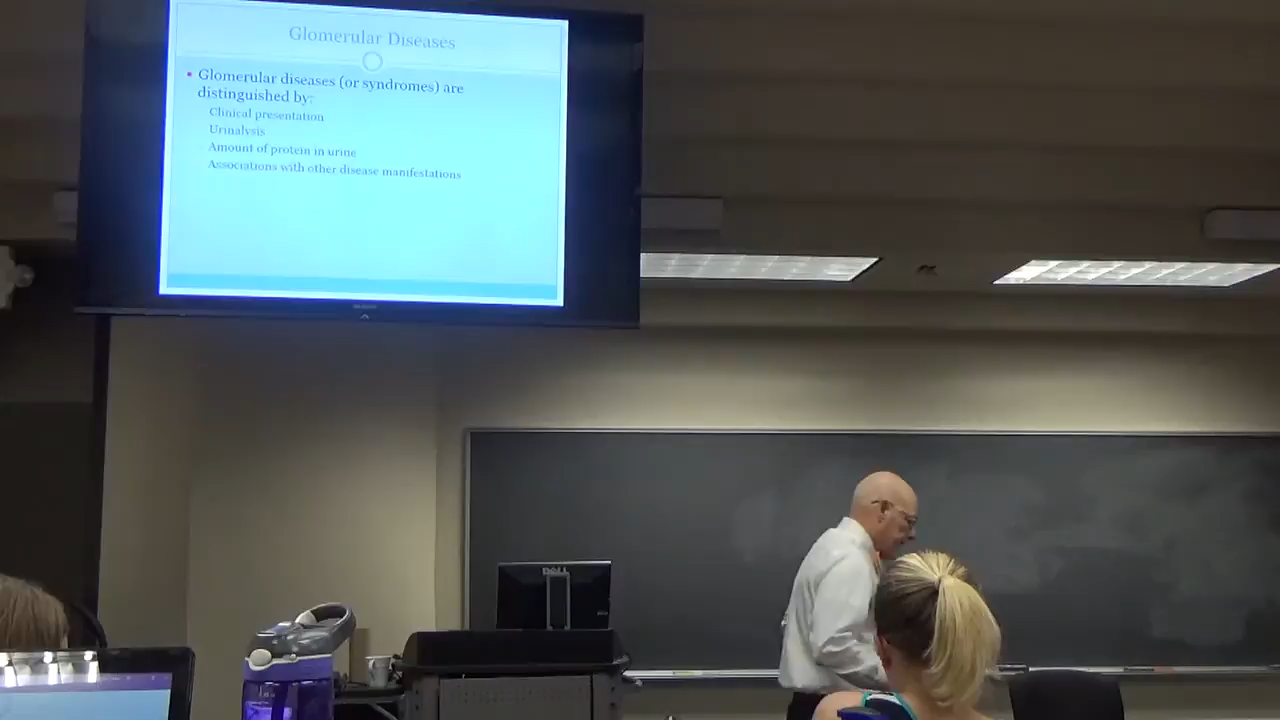 Glomerular Diseases
Glomerular diseases (or syndromes) are
distinguished by:
Clinical presentation
Urinalysis
Amount of protein in urine
Associations with other disease manifestations
DELL